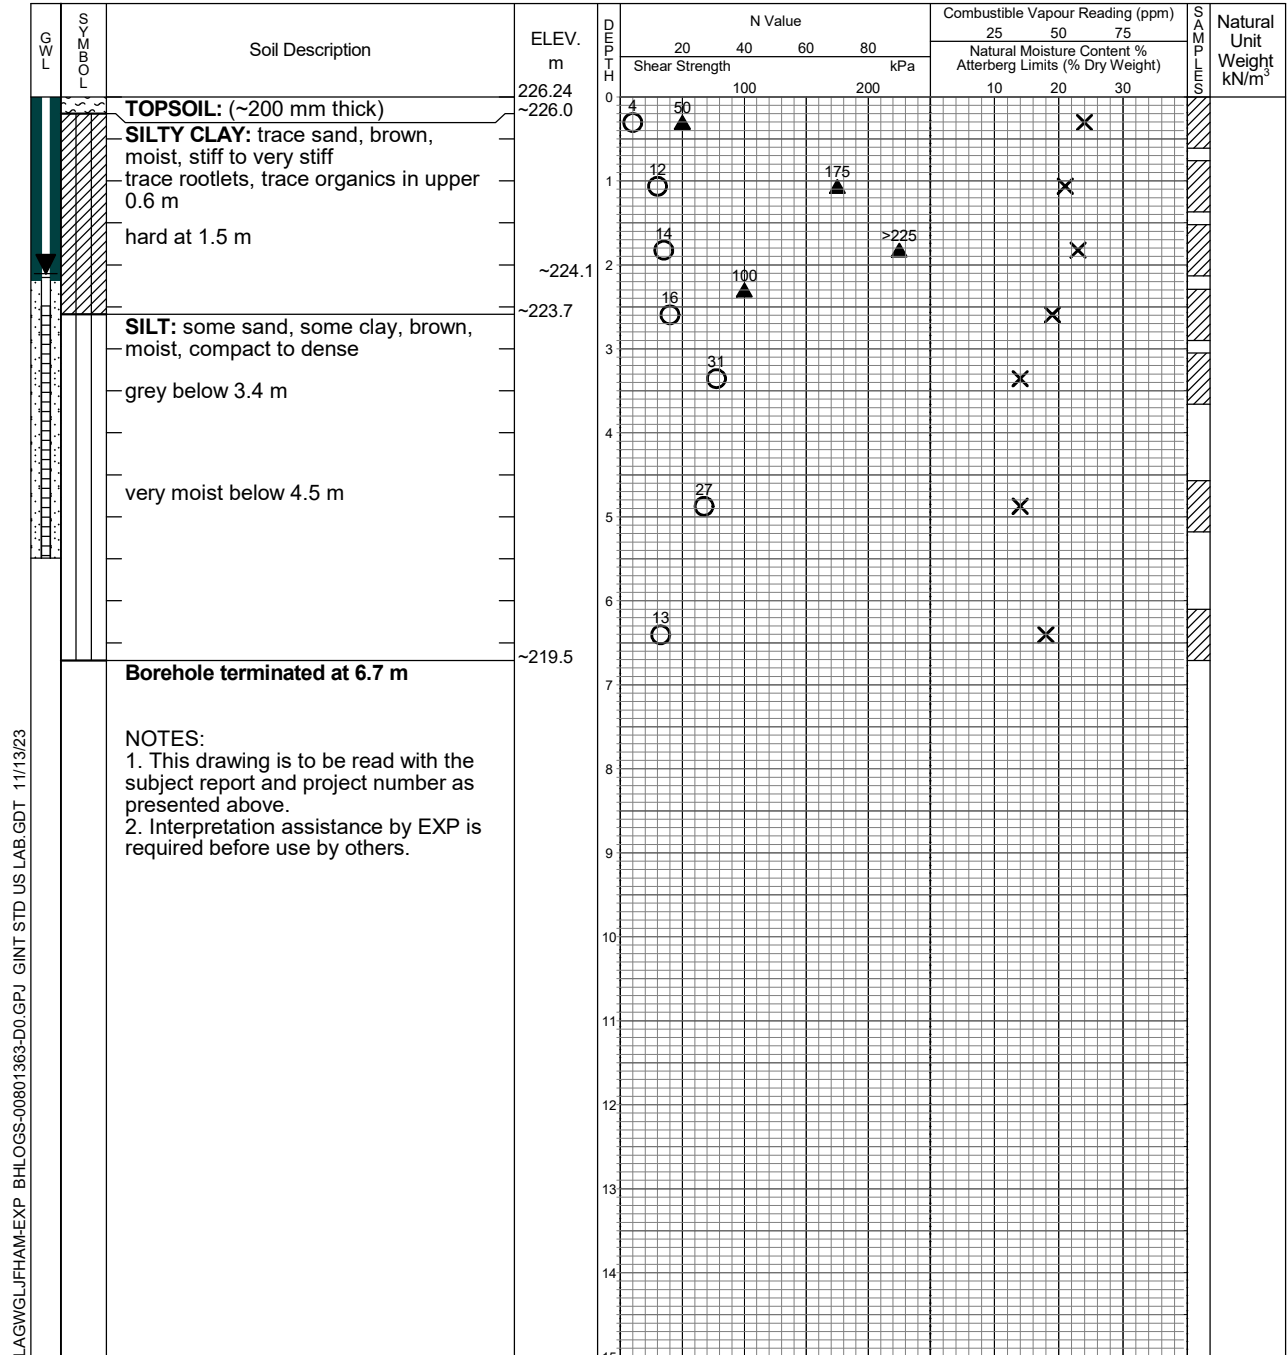 GWL
SYMBOL
Soil Description
ELEV.
m
DEPTH
N Value
20 40 60 80
Shear Strength kPa
100 200
Combustible Vapour Reading (ppm)
25 50 75
Natural Moisture Content %
Atterberg Limits (% Dry Weight)
10 20 30
SAMPLES
Natural
Unit
Weight
kN/m³
226.24
0
TOPSOIL: (~200 mm thick)
~226.0
4 50
SILTY CLAY: trace sand, brown,
moist, stiff to very stiff
trace rootlets, trace organics in upper
0.6 m
12 175
1
hard at 1.5 m
14 >225
2
~224.1
100
16
~223.7
SILT: some sand, some clay, brown,
moist, compact to dense
3
31
grey below 3.4 m
4
very moist below 4.5 m
27
5
6
13
~219.5
Borehole terminated at 6.7 m
7
NOTES:
1. This drawing is to be read with the
subject report and project number as
presented above.
2. Interpretation assistance by EXP is
required before use by others.
8
9
10
11
12
13
14
15
LAGWGLJFHAM-EXP BHLOGS-00801363-D0.GPJ GINT STD US LAB.GDT 11/13/23